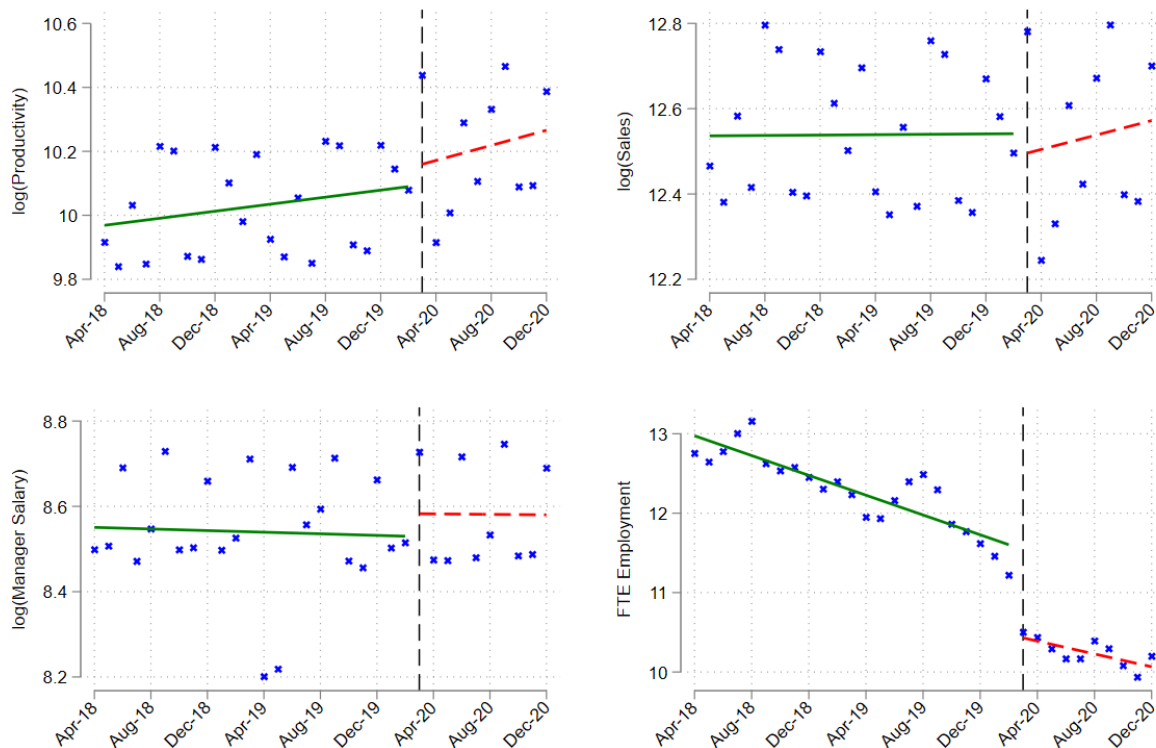 log(Productivity)
10.6
10.4
10.2
10
9.8
Apr-18 Aug-18 Dec-18 Apr-19 Aug-19 Dec-19 Apr-20 Aug-20 Dec-20
log(Sales)
12.8
12.6
12.4
12.2
Apr-18 Aug-18 Dec-18 Apr-19 Aug-19 Dec-19 Apr-20 Aug-20 Dec-20
log(Manager Salary)
8.8
8.6
8.4
8.2
Apr-18 Aug-18 Dec-18 Apr-19 Aug-19 Dec-19 Apr-20 Aug-20 Dec-20
FTE Employment
13
12
11
10
Apr-18 Aug-18 Dec-18 Apr-19 Aug-19 Dec-19 Apr-20 Aug-20 Dec-20